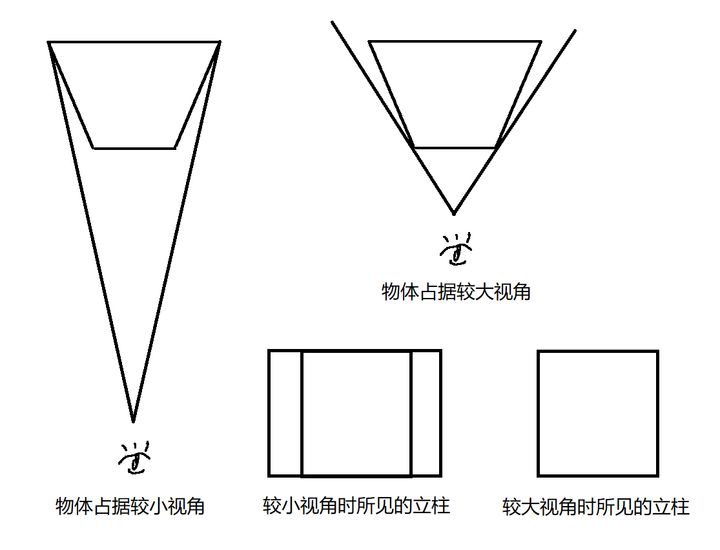 物体占据较大视角
物体占据较小视角
较小视角时所见的立柱
较大视角时所见的立柱